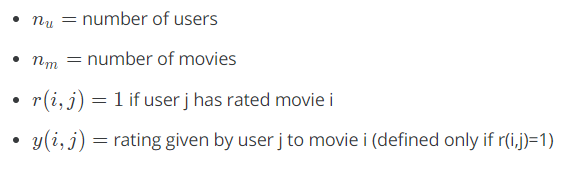 • n_u = number of users
• n_m = number of movies
• r(i, j) = 1 if user j has rated movie i
• y(i, j) = rating given by user j to movie i (defined only if r(i,j)=1)